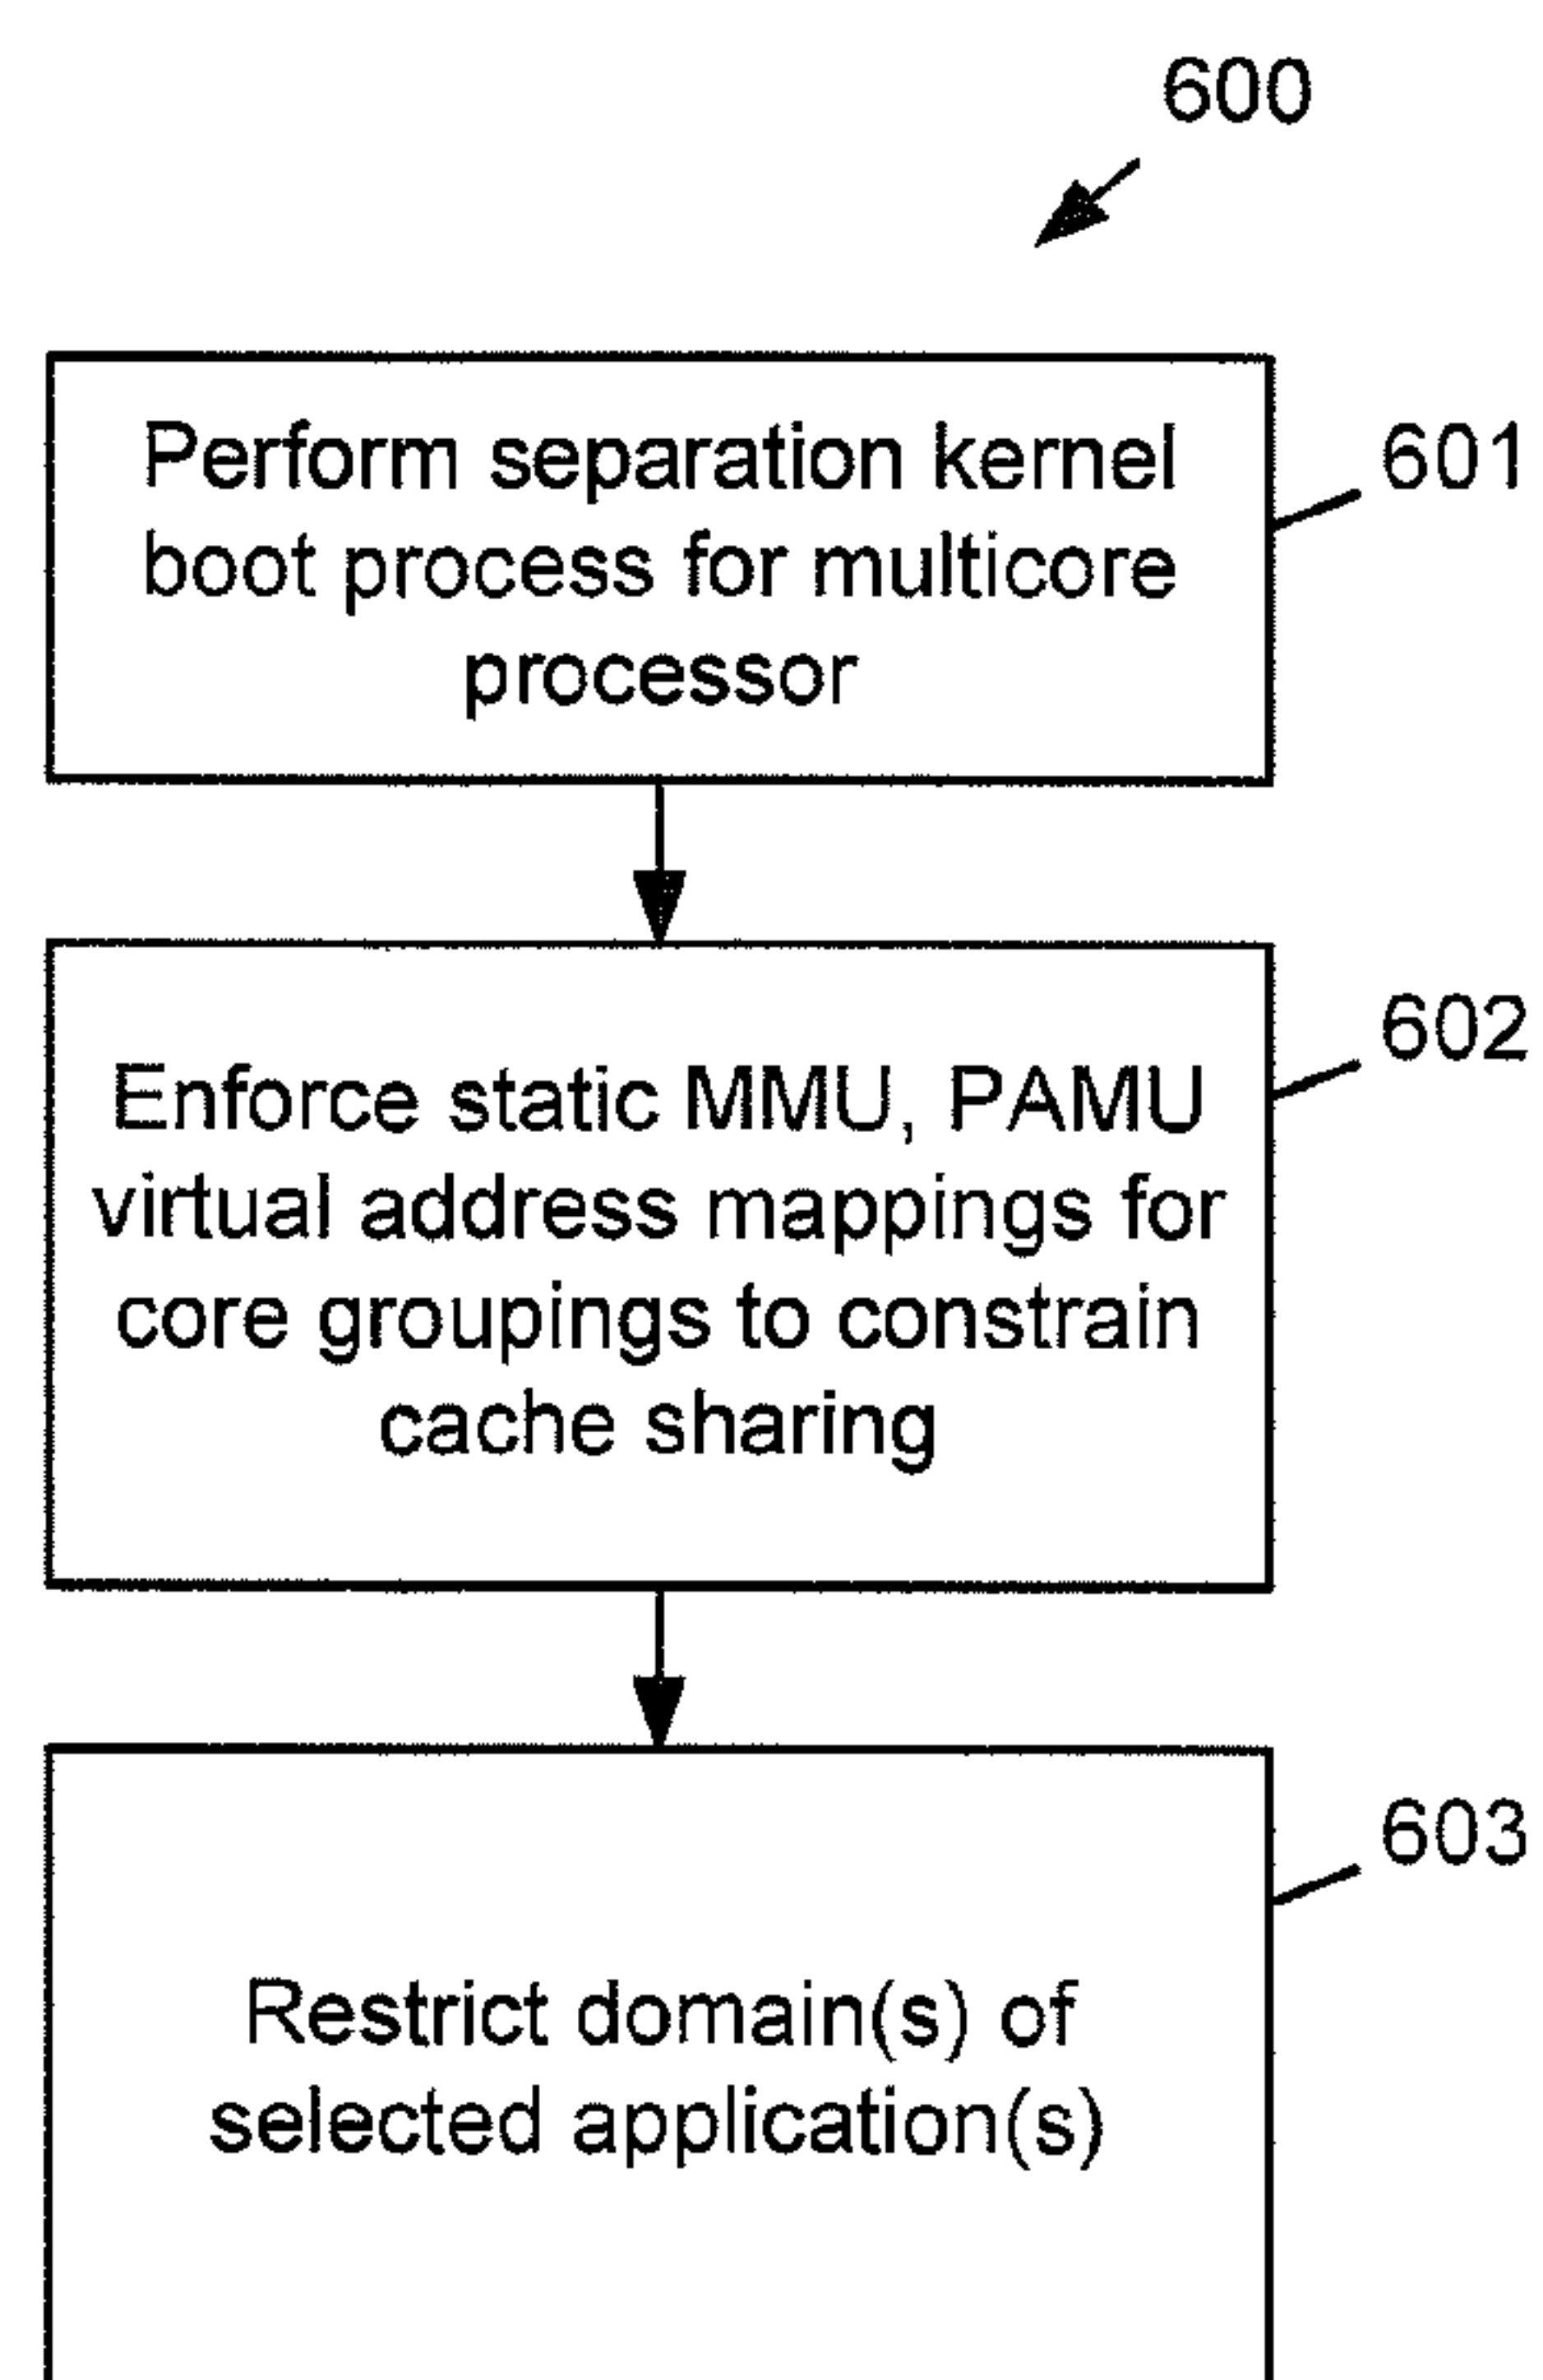 600
Perform separation kernel
boot process for multicore
processor
601
Enforce static MMU, PAMU
virtual address mappings for
core groupings to constrain
cache sharing
602
Restrict domain(s) of
selected application(s)
603